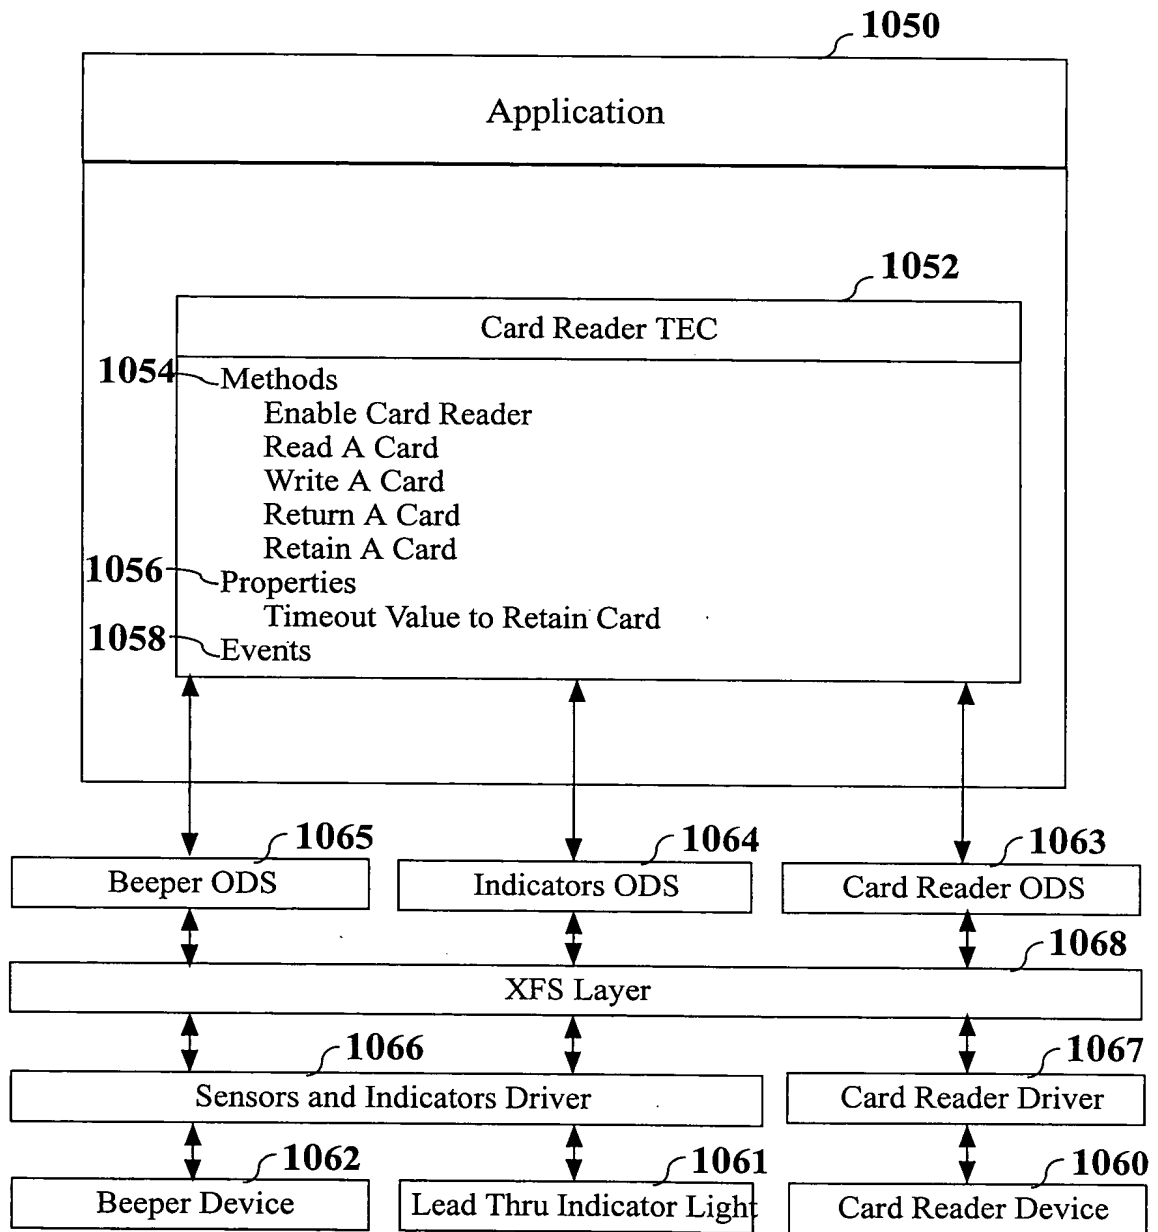 1050
Application
1052
Card Reader TEC
1054
Methods
Enable Card Reader
Read A Card
Write A Card
Return A Card
Retain A Card
1056
Properties
Timeout Value to Retain Card
1058
Events
1065 1064 1063
Beeper ODS Indicators ODS Card Reader ODS
1068
XFS Layer
1066 1067
Sensors and Indicators Driver Card Reader Driver
1062 1061 1060
Beeper Device Lead Thru Indicator Light Card Reader Device